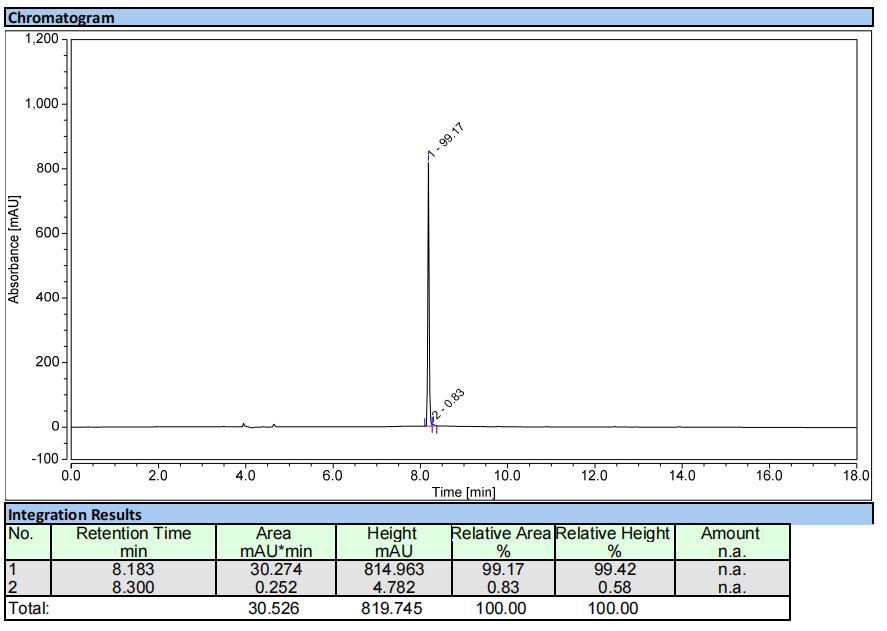 Chromatogram
1,200
1,000
800
600
400
200
0
-100
Absorbance [mAU]
1 - 99.17
2 - 0.83
0.0 2.0 4.0 6.0 8.0 10.0 12.0 14.0 16.0 18.0
Time [min]
Integration Results
No. Retention Time Area Height Relative Area Relative Height Amount
min mAU*min mAU % % n.a.
1 8.183 30.274 814.963 99.17 99.42 n.a.
2 8.300 0.252 4.782 0.83 0.58 n.a.
Total: 30.526 819.745 100.00 100.00